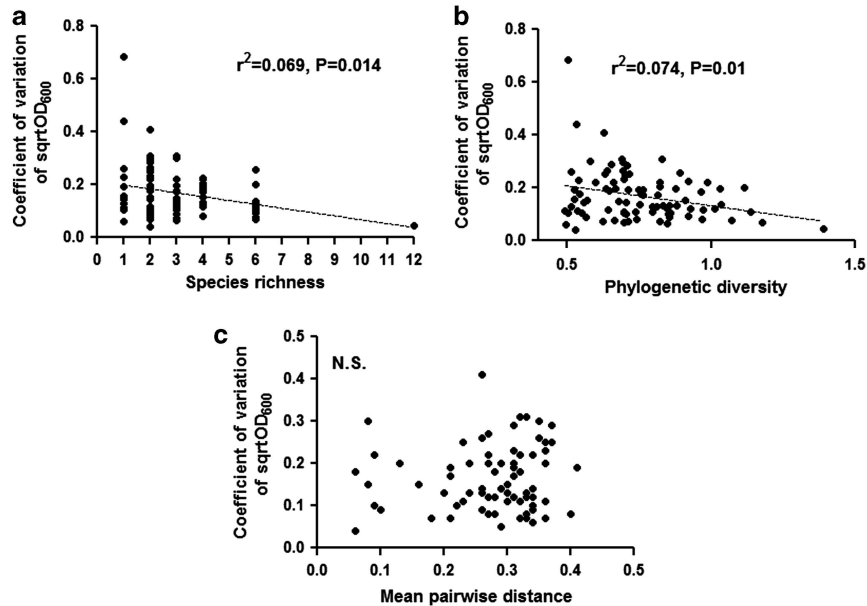 a
Coefficient of variation
of sqrtOD600
0.8
0.6
0.4
0.2
0.0
r2=0.069, P=0.014
0 1 2 3 4 5 6 7 8 9 10 11 12
Species richness
b
Coefficient of variation
of sqrtOD600
0.8
0.6
0.4
0.2
0.0
r2=0.074, P=0.01
0.5 1.0 1.5
Phylogenetic diversity
c
Coefficient of variation
of sqrtOD600
0.5
0.4
0.3
0.2
0.1
0.0
N.S.
0.0 0.1 0.2 0.3 0.4 0.5
Mean pairwise distance